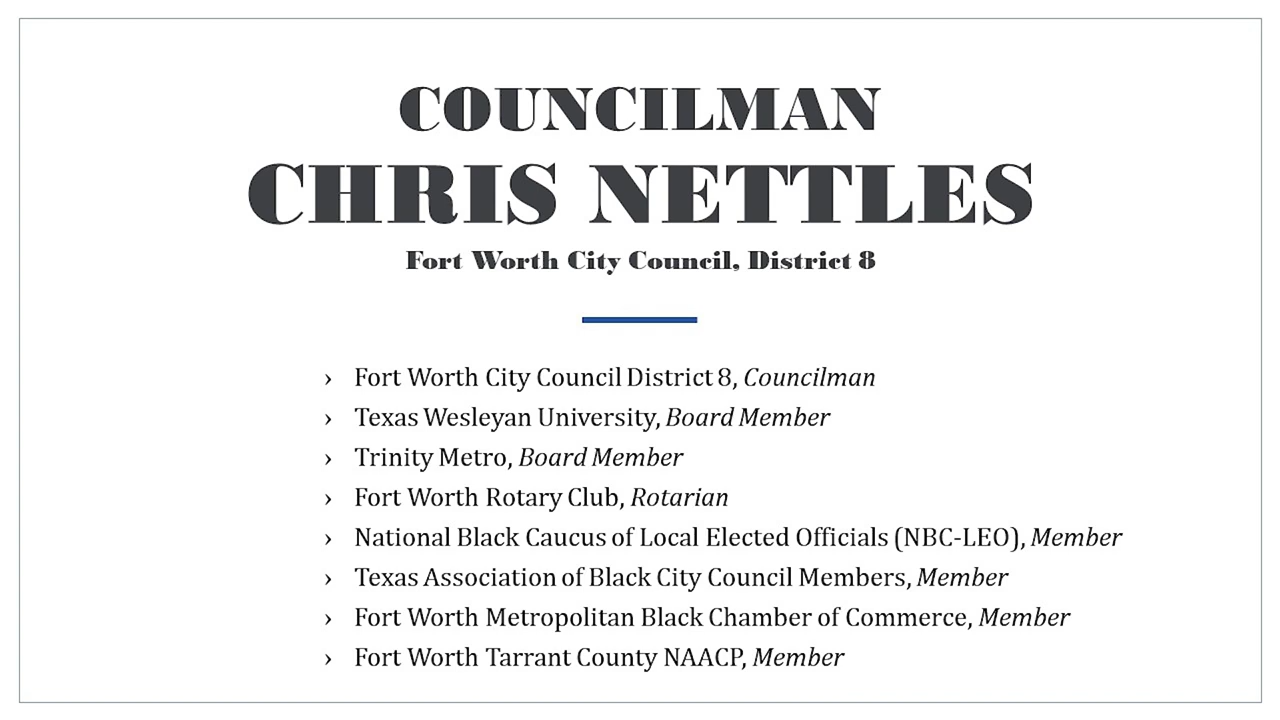 COUNCILMAN
CHRIS NETTLES
Fort Worth City Council, District 8
› Fort Worth City Council District 8, Councilman
› Texas Wesleyan University, Board Member
› Trinity Metro, Board Member
› Fort Worth Rotary Club, Rotarian
› National Black Caucus of Local Elected Officials (NBC-LEO), Member
› Texas Association of Black City Council Members, Member
› Fort Worth Metropolitan Black Chamber of Commerce, Member
› Fort Worth Tarrant County NAACP, Member